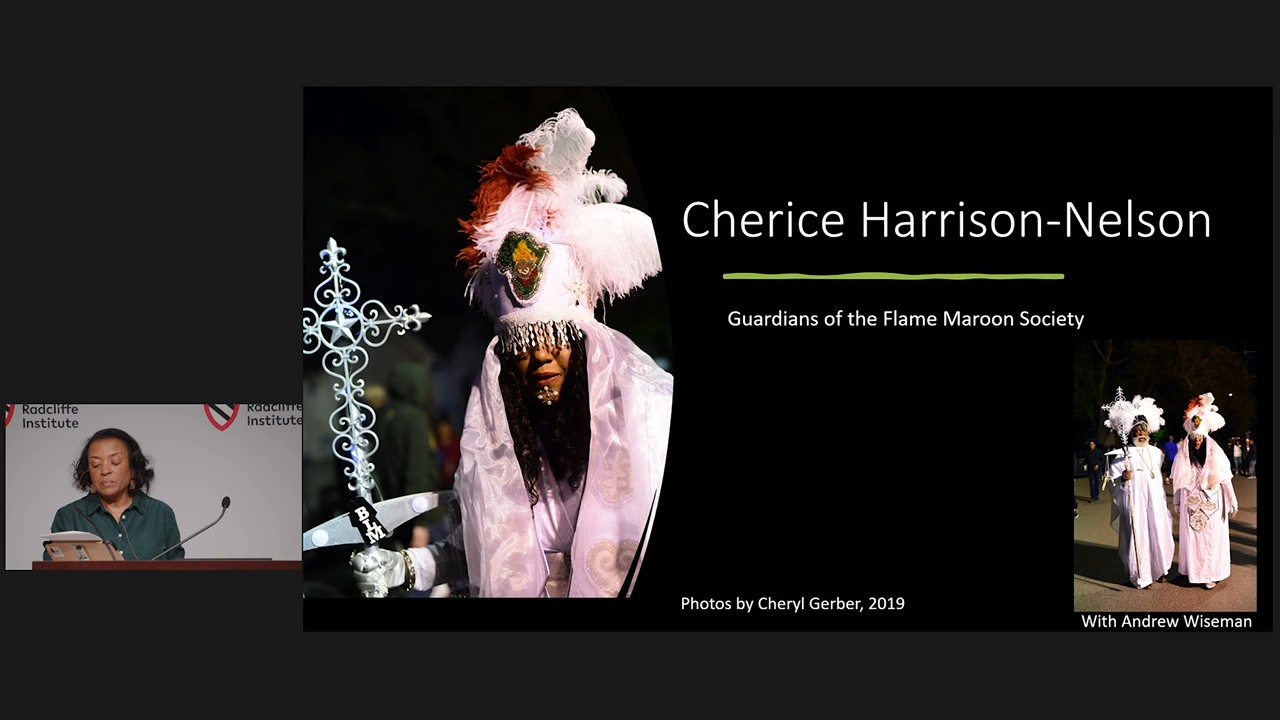 Cherice Harrison-Nelson
Guardians of the Flame Maroon Society
BLM
Photos by Cheryl Gerber, 2019
With Andrew Wiseman
Radcliffe
Institute
Radcliffe
Institute